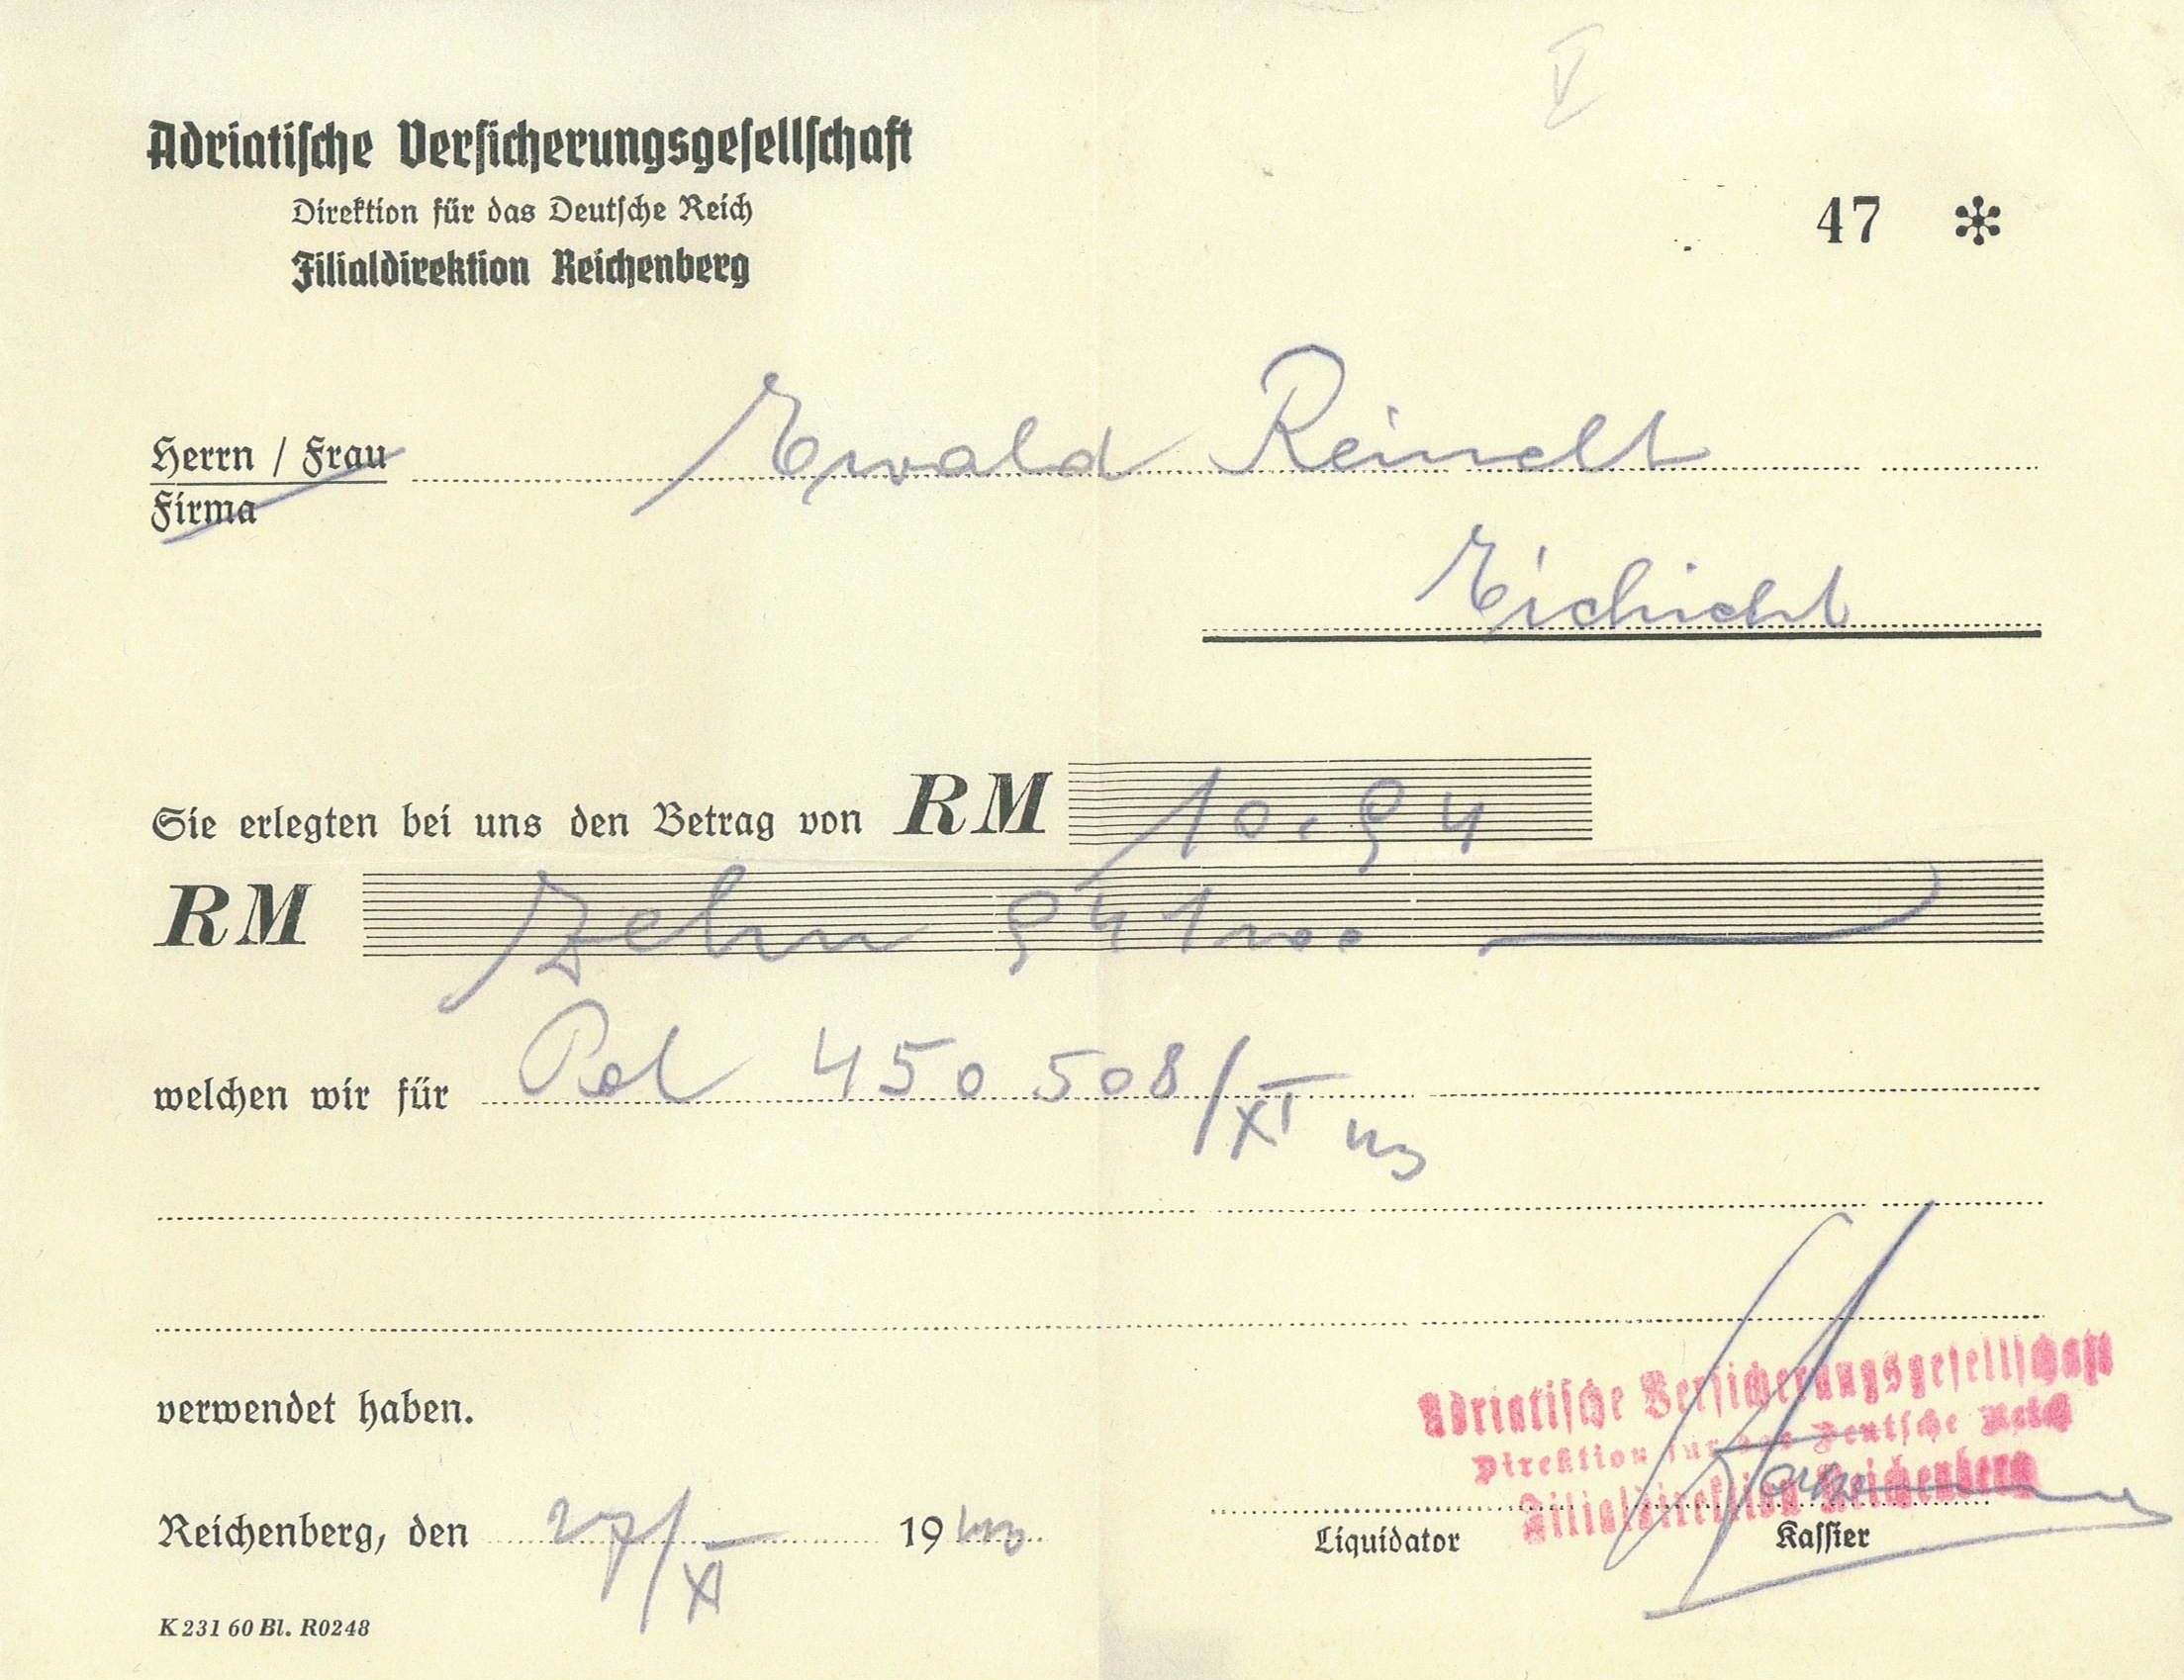 V
Adriatische Versicherungsgesellschaft
Direktion für das Deutsche Reich
Filialdirektion Reichenberg
47 *
Herrn / Frau Ewald Reinelt
Firma
Eichicht
Sie erlegten bei uns den Betrag von RM 10.94
RM Zehn 94/100
welchen wir für Pol 450 508/XI 43
verwendet haben.
Adriatische Versicherungsgesellschaft
Direktion für das Deutsche Reich
Filialdirektion Reichenberg
Reichenberg, den 27/XI 1943
Liquidator Kassier
K 231 60 Bl. R0248